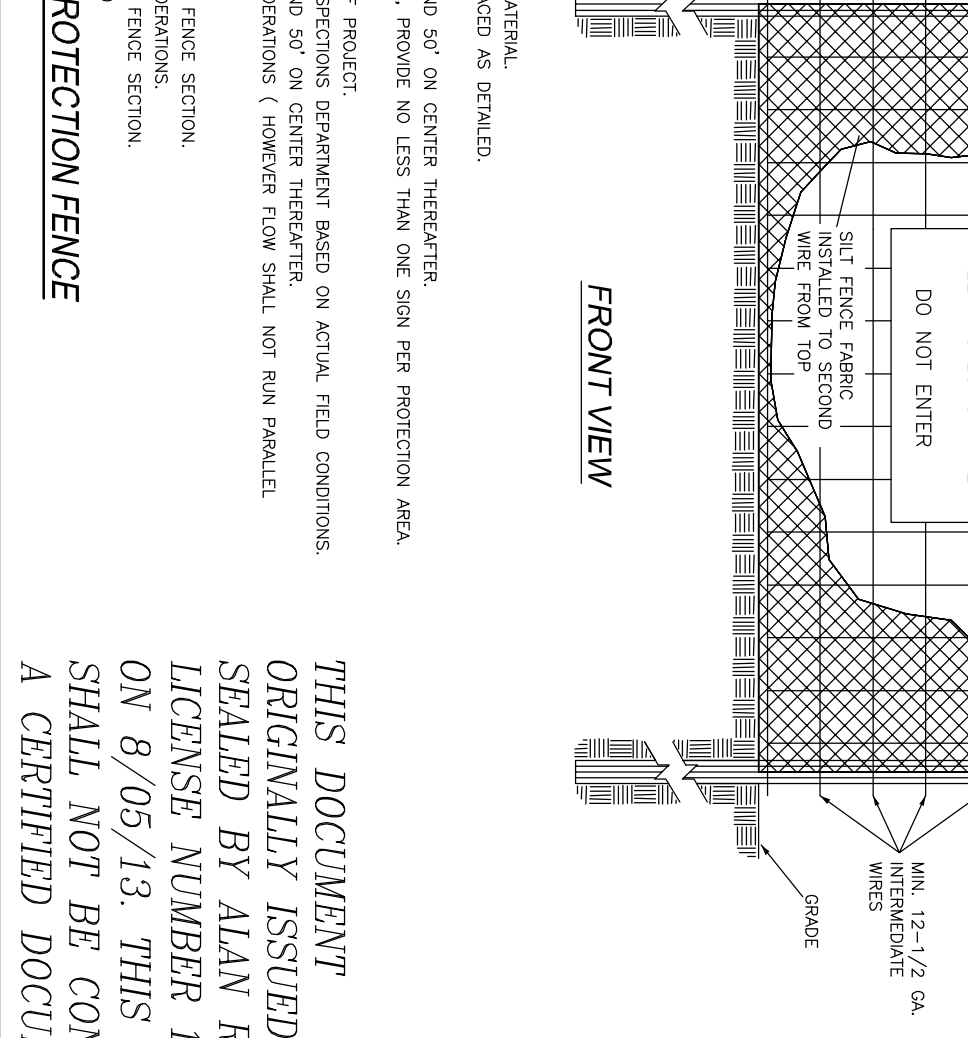 DO NOT ENTER
SILT FENCE FABRIC
INSTALLED TO SECOND
WIRE FROM TOP
MIN. 12-1/2 GA.
INTERMEDIATE
WIRES
GRADE
FRONT VIEW
ATERIAL.
ACED AS DETAILED.
ND 50' ON CENTER THEREAFTER.
, PROVIDE NO LESS THAN ONE SIGN PER PROTECTION AREA.
F PROJECT.
SPECTIONS DEPARTMENT BASED ON ACTUAL FIELD CONDITIONS.
ND 50' ON CENTER THEREAFTER.
DERATIONS ( HOWEVER FLOW SHALL NOT RUN PARALLEL
FENCE SECTION.
DERATIONS.
FENCE SECTION.
ROTECTION FENCE
THIS DOCUMENT
ORIGINALLY ISSUED
SEALED BY ALAN
LICENSE NUMBER
ON 8/05/13. THIS
SHALL NOT BE CON
A CERTIFIED DOCU